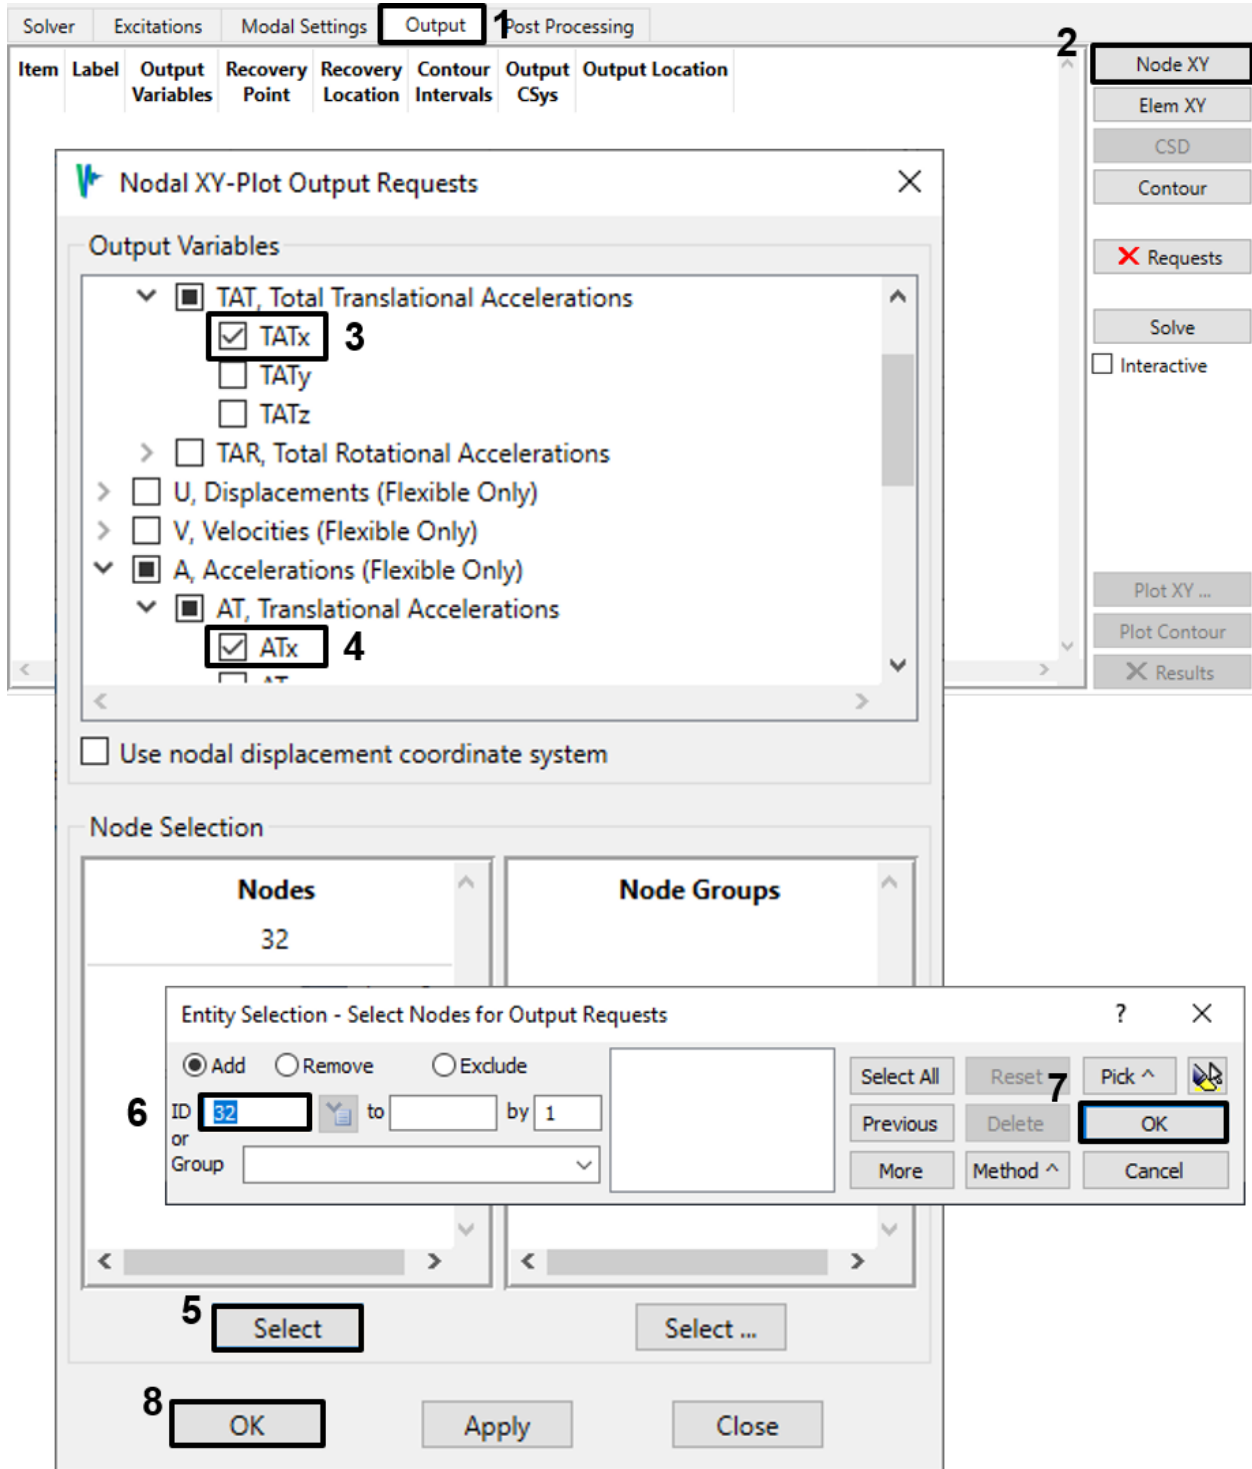 Solver Excitations Modal Settings Output 1 Post Processing
2
Item Label Output Variables Recovery Point Recovery Location Contour Intervals Output CSys Output Location
Node XY
Elem XY
CSD
Contour
Requests
Solve
Interactive
Plot XY ...
Plot Contour
Results
Nodal XY-Plot Output Requests
Output Variables
TAT, Total Translational Accelerations
TATx 3
TATy
TATz
TAR, Total Rotational Accelerations
U, Displacements (Flexible Only)
V, Velocities (Flexible Only)
A, Accelerations (Flexible Only)
AT, Translational Accelerations
ATx 4
Use nodal displacement coordinate system
Node Selection
Nodes Node Groups
32
Entity Selection - Select Nodes for Output Requests ?
Add Remove Exclude
Select All Reset Pick ^
7
6 ID 32 to by 1
Previous Delete OK
or
Group
More Method ^ Cancel
5 Select Select ...
8 OK Apply Close